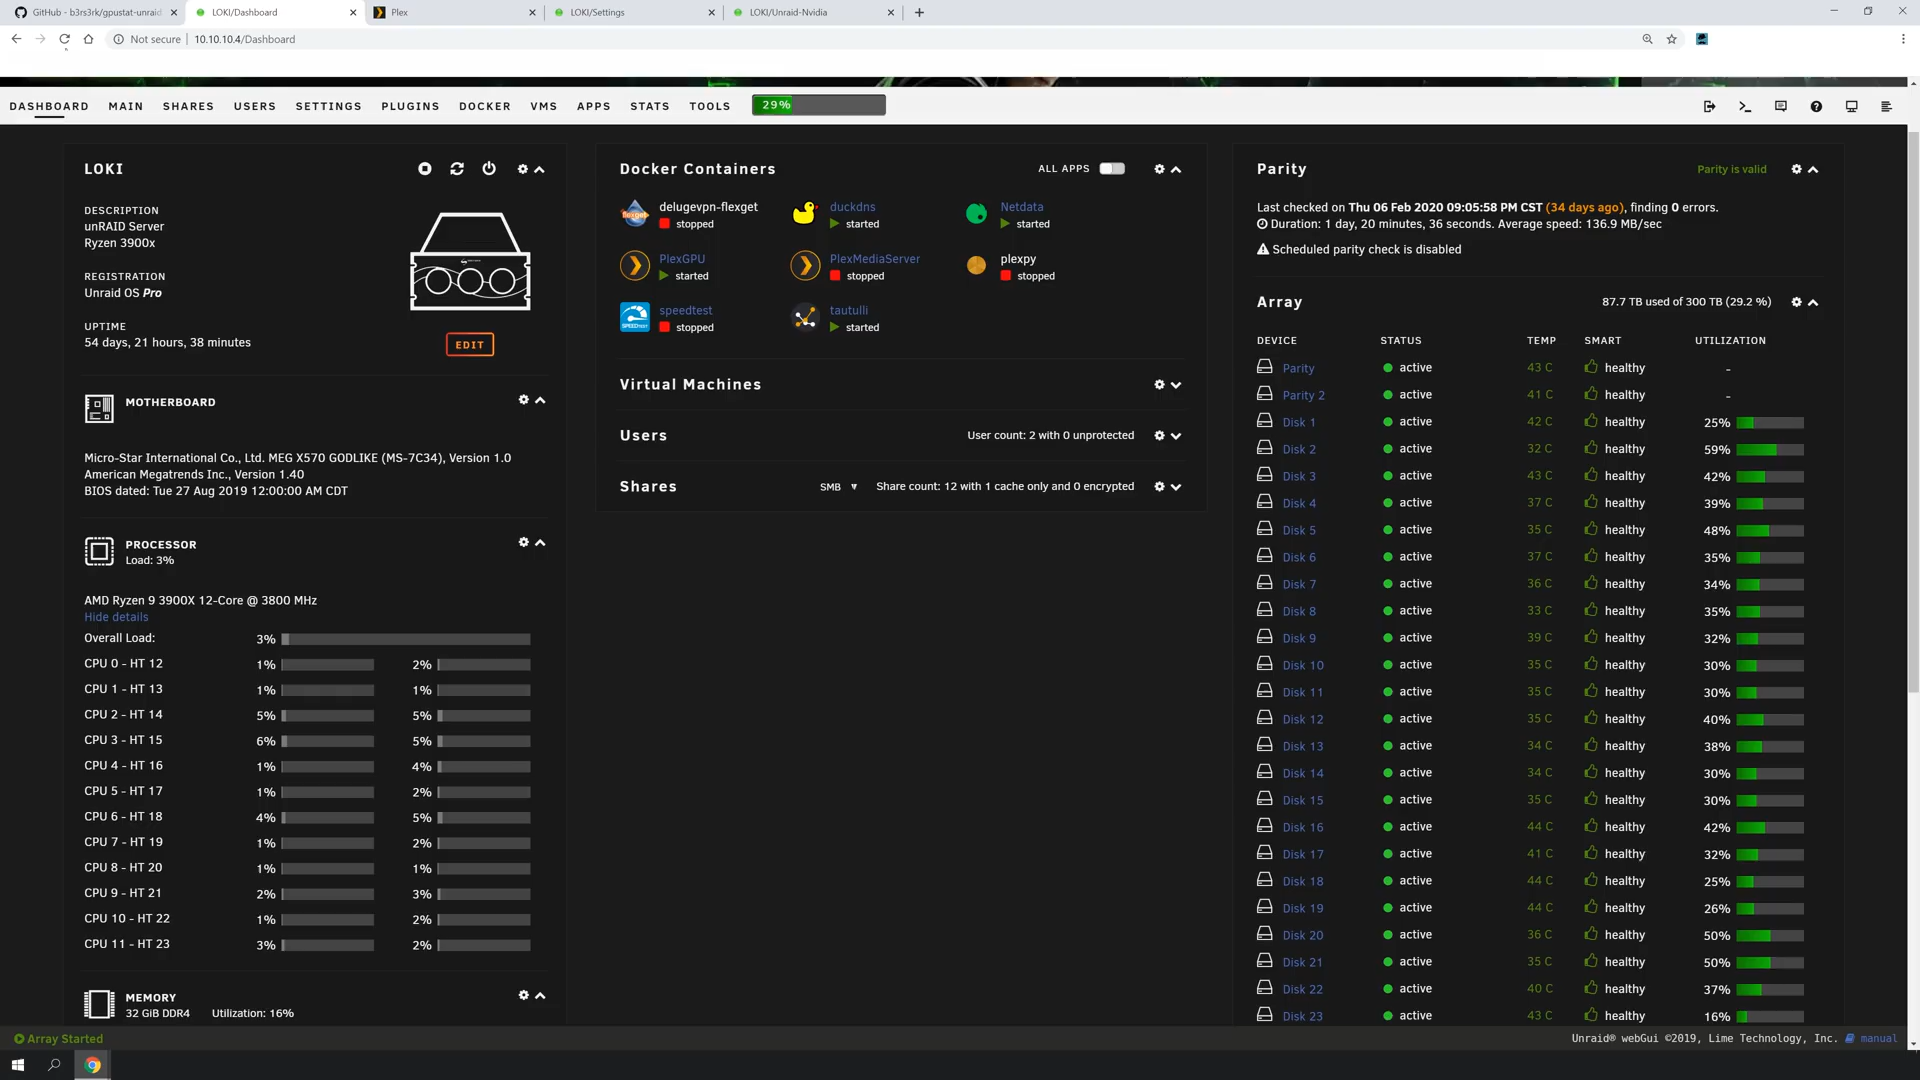 GitHub - b3rs3rk/gpustat-unraid
LOKI/Dashboard
Plex
LOKI/Settings
LOKI/Unraid-Nvidia
Not secure
10.10.10.4/Dashboard
DASHBOARD
MAIN
SHARES
USERS
SETTINGS
PLUGINS
DOCKER
VMS
APPS
STATS
TOOLS
29%
LOKI
DESCRIPTION
unRAID Server
Ryzen 3900x
REGISTRATION
Unraid OS Pro
UPTIME
54 days, 21 hours, 38 minutes
EDIT
MOTHERBOARD
Micro-Star International Co., Ltd. MEG X570 GODLIKE (MS-7C34), Version 1.0
American Megatrends Inc., Version 1.40
BIOS dated: Tue 27 Aug 2019 12:00:00 AM CDT
PROCESSOR
Load: 3%
AMD Ryzen 9 3900X 12-Core @ 3800 MHz
Hide details
Overall Load: 3%
CPU 0 - HT 12 1% 2%
CPU 1 - HT 13 1% 1%
CPU 2 - HT 14 5% 5%
CPU 3 - HT 15 6% 5%
CPU 4 - HT 16 1% 4%
CPU 5 - HT 17 1% 2%
CPU 6 - HT 18 4% 5%
CPU 7 - HT 19 1% 2%
CPU 8 - HT 20 1% 1%
CPU 9 - HT 21 2% 3%
CPU 10 - HT 22 1% 2%
CPU 11 - HT 23 3% 2%
MEMORY
32 GiB DDR4 Utilization: 16%
Docker Containers
ALL APPS
delugevpn-flexget
stopped
duckdns
started
Netdata
started
PlexGPU
started
PlexMediaServer
stopped
plexpy
stopped
speedtest
stopped
tautulli
started
Virtual Machines
Users
User count: 2 with 0 unprotected
Shares
SMB
Share count: 12 with 1 cache only and 0 encrypted
Parity
Parity is valid
Last checked on Thu 06 Feb 2020 09:05:58 PM CST (34 days ago), finding 0 errors.
Duration: 1 day, 20 minutes, 36 seconds. Average speed: 136.9 MB/sec
Scheduled parity check is disabled
Array
87.7 TB used of 300 TB (29.2 %)
DEVICE STATUS TEMP SMART UTILIZATION
Parity active 43 C healthy -
Parity 2 active 41 C healthy -
Disk 1 active 42 C healthy 25%
Disk 2 active 32 C healthy 59%
Disk 3 active 43 C healthy 42%
Disk 4 active 37 C healthy 39%
Disk 5 active 35 C healthy 48%
Disk 6 active 37 C healthy 35%
Disk 7 active 36 C healthy 34%
Disk 8 active 33 C healthy 35%
Disk 9 active 39 C healthy 32%
Disk 10 active 35 C healthy 30%
Disk 11 active 35 C healthy 30%
Disk 12 active 35 C healthy 40%
Disk 13 active 34 C healthy 38%
Disk 14 active 34 C healthy 30%
Disk 15 active 35 C healthy 30%
Disk 16 active 44 C healthy 42%
Disk 17 active 41 C healthy 32%
Disk 18 active 44 C healthy 25%
Disk 19 active 44 C healthy 26%
Disk 20 active 36 C healthy 50%
Disk 21 active 35 C healthy 50%
Disk 22 active 40 C healthy 37%
Disk 23 active 43 C healthy 16%
Array Started
Unraid® webGui ©2019, Lime Technology, Inc. manual